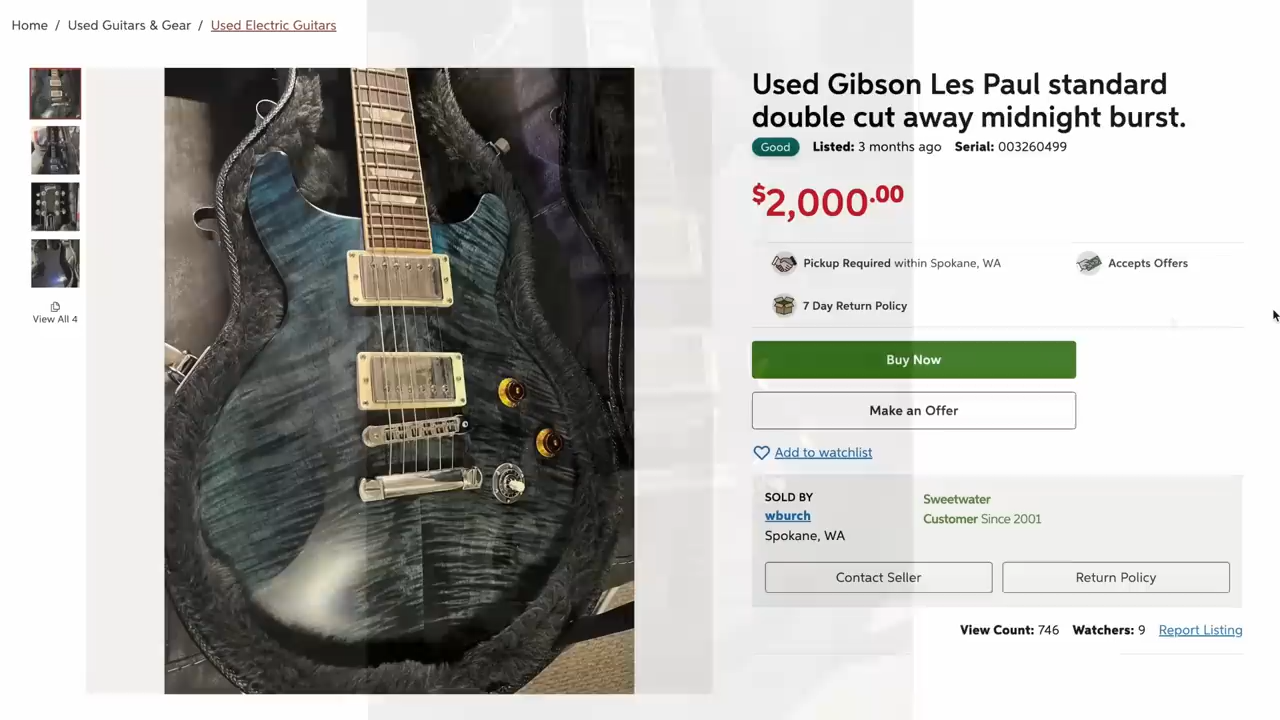 Home / Used Guitars & Gear / Used Electric Guitars
Used Gibson Les Paul standard
double cut away midnight burst.
Good Listed: 3 months ago Serial: 003260499
$2,000.00
Pickup Required within Spokane, WA
Accepts Offers
7 Day Return Policy
View All 4
Buy Now
Make an Offer
Add to watchlist
SOLD BY
wburch
Spokane, WA
Sweetwater
Customer Since 2001
Contact Seller
Return Policy
View Count: 746 Watchers: 9 Report Listing